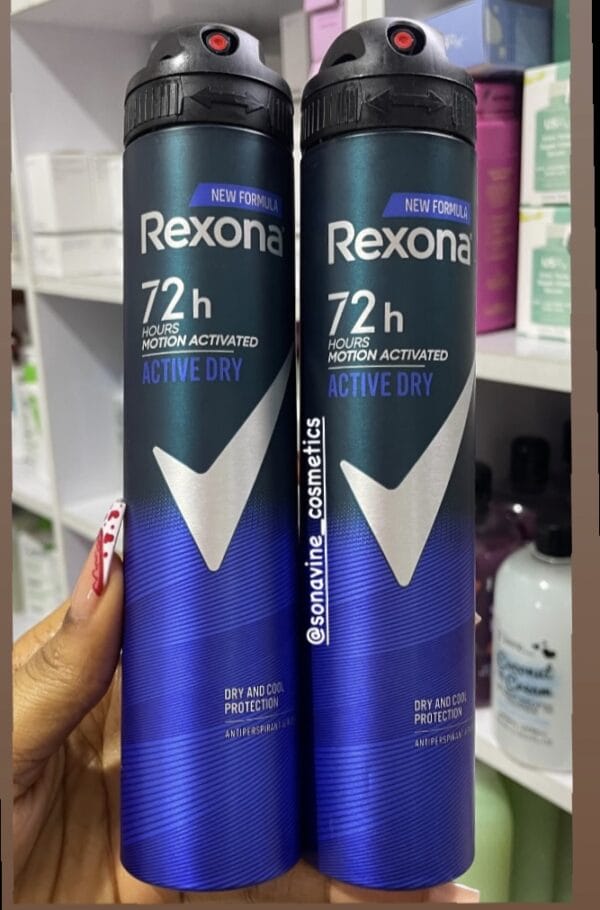 NEW FORMULA
Rexona
72h
HOURS
MOTION ACTIVATED
ACTIVE DRY
DRY AND COOL
PROTECTION
NEW FORMULA
Rexona
72h
HOURS
MOTION ACTIVATED
ACTIVE DRY
DRY AND COOL
PROTECTION
@sonavine_cosmetics